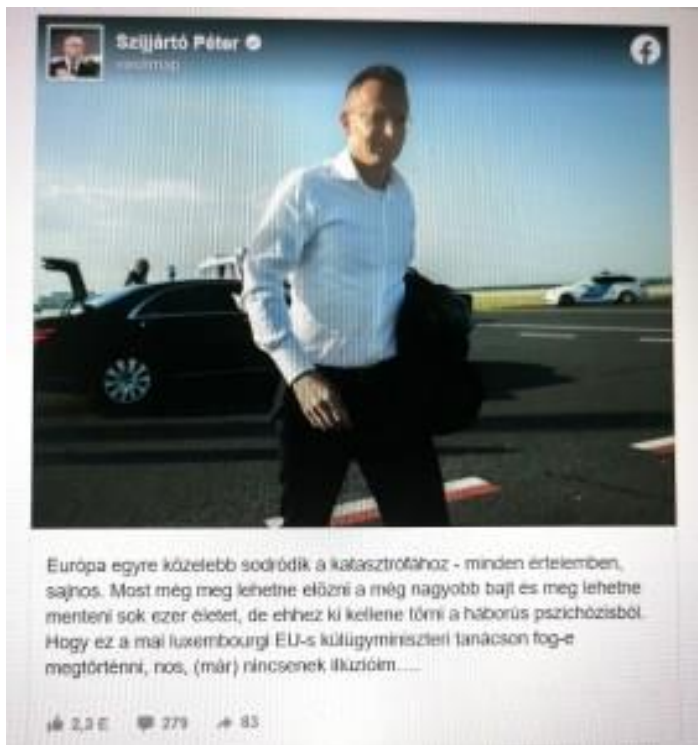 Szijjártó Péter
Európa egyre közelebb sodródik a katasztrófához - minden értelemben,
sajnos. Most még meg lehetne előzni a még nagyobb bajt és meg lehetne
menteni sok ezer életet, de ehhez ki kellene törni a háborús pszichózisból.
Hogy ez a mai luxembourgi EU-s külügyminiszteri tanácson fog-e
megtörténni, nos, (már) nincsenek illúzióim.....
2,3 E 279 83